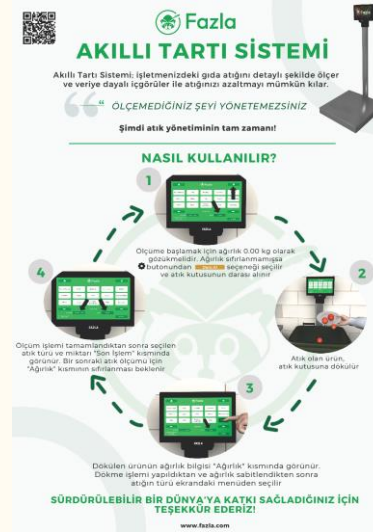 Fazla
AKILLI TARTI SİSTEMİ
Akıllı Tartı Sistemi; işletmenizdeki gıda atığını detaylı şekilde ölçer
ve veriye dayalı içgörüler ile atığınızı azaltmayı mümkün kılar.
“ ÖLÇEMEDİĞİNİZ ŞEYİ YÖNETEMEZSİNİZ
Şimdi atık yönetiminin tam zamanı!
NASIL KULLANILIR?
1
Ölçüme başlamak için ağırlık 0.00 kg olarak
gözükmelidir. Ağırlık sıfırlanmamışsa
butonundan seçeneği seçilir
ve atık kutusunun darası alınır
2
Atık olan ürün,
atık kutusuna dökülür
3
Dökülen ürünün ağırlık bilgisi "Ağırlık" kısmında görünür.
Dökme işlemi yapıldıktan ve ağırlık sabitlendikten sonra
atığın türü ekrandaki menüden seçilir
4
Ölçüm işlemi tamamlandıktan sonra seçilen
atık türü ve miktarı "Son İşlem" kısmında
görünür. Bir sonraki atık ölçümü için
"Ağırlık" kısmının sıfırlanması beklenir
SÜRDÜRÜLEBİLİR BİR DÜNYA'YA KATKI SAĞLADIĞINIZ İÇİN
TEŞEKKÜR EDERİZ!
www.fazla.com